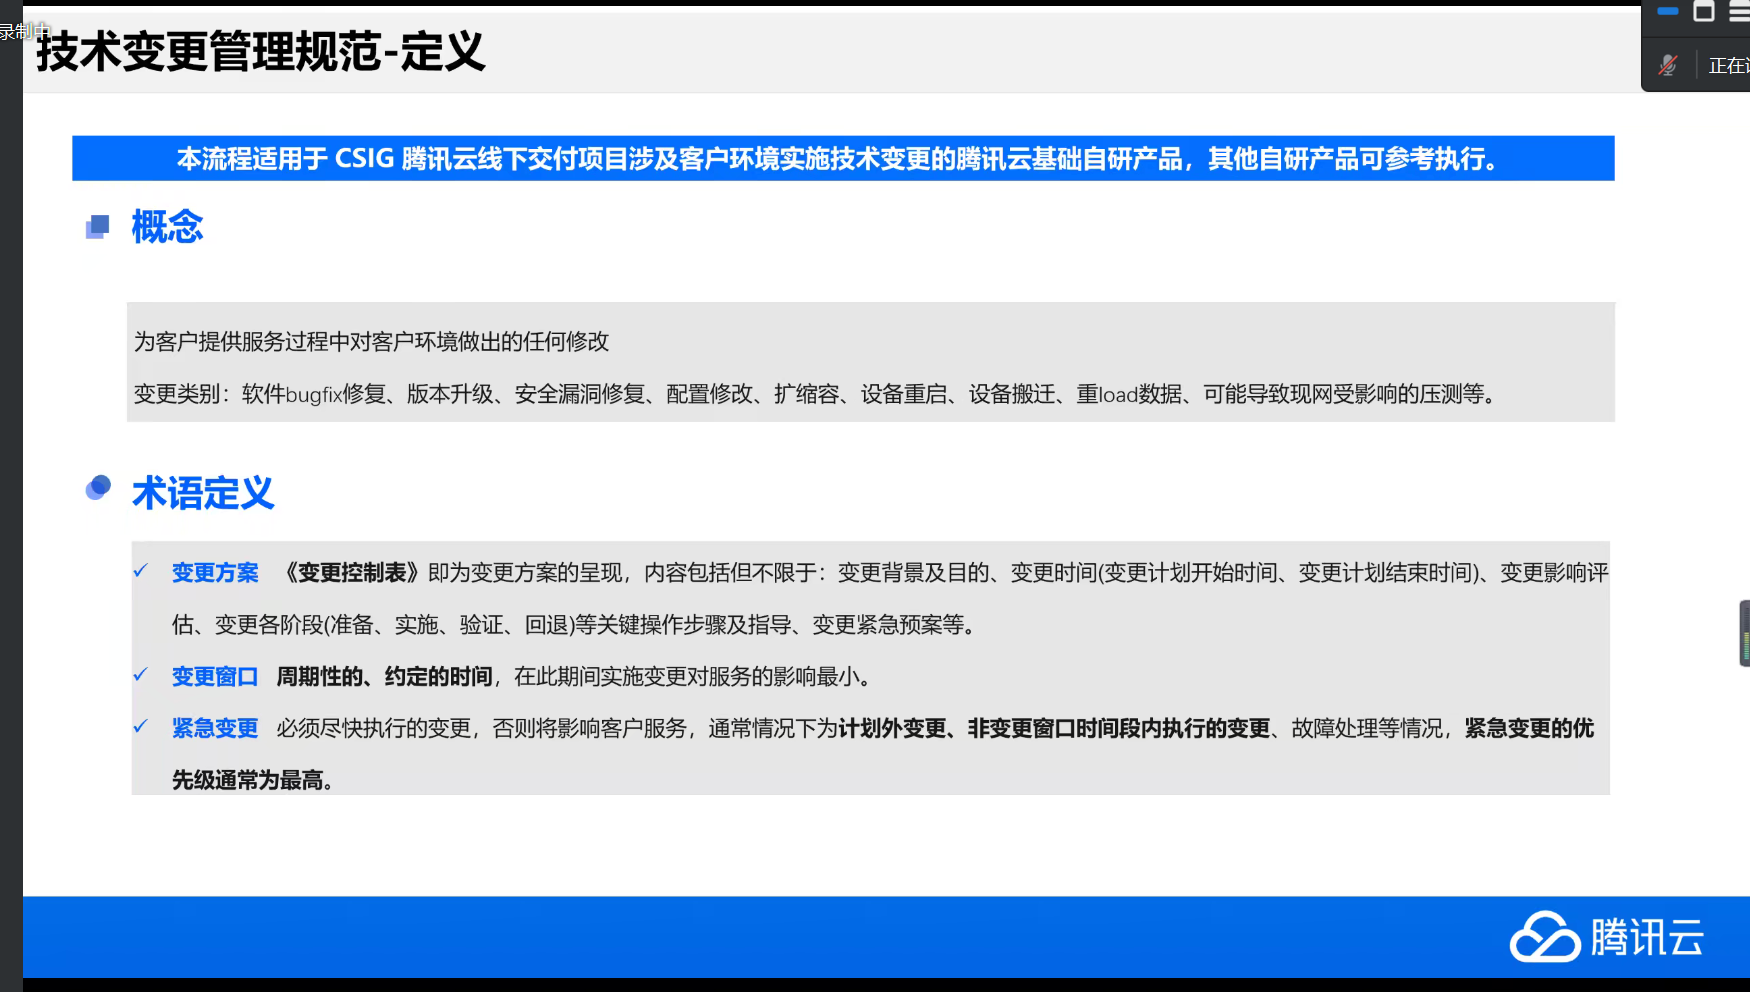 录制中
技术变更管理规范-定义
正在
本流程适用于 CSIG 腾讯云线下交付项目涉及客户环境实施技术变更的腾讯云基础自研产品，其他自研产品可参考执行。
概念
为客户提供服务过程中对客户环境做出的任何修改
变更类别：软件bugfix修复、版本升级、安全漏洞修复、配置修改、扩缩容、设备重启、设备搬迁、重load数据、可能导致现网受影响的压测等。
术语定义
✓ 变更方案 《变更控制表》即为变更方案的呈现，内容包括但不限于：变更背景及目的、变更时间(变更计划开始时间、变更计划结束时间)、变更影响评
估、变更各阶段(准备、实施、验证、回退)等关键操作步骤及指导、变更紧急预案等。
✓ 变更窗口 周期性的、约定的时间，在此期间实施变更对服务的影响最小。
✓ 紧急变更 必须尽快执行的变更，否则将影响客户服务，通常情况下为计划外变更、非变更窗口时间段内执行的变更、故障处理等情况，紧急变更的优
先级通常为最高。
腾讯云